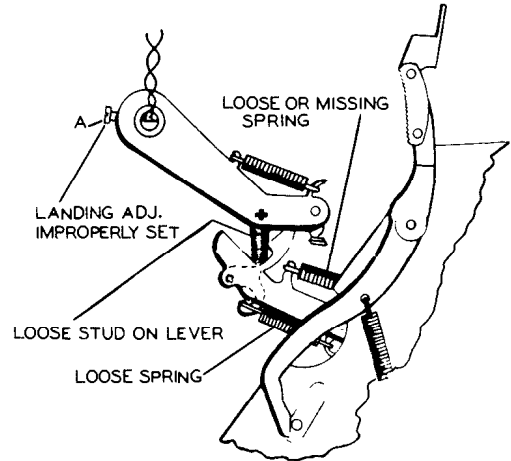 LOOSE OR MISSING
SPRING
A
LANDING ADJ.
IMPROPERLY SET
LOOSE STUD ON LEVER
LOOSE SPRING